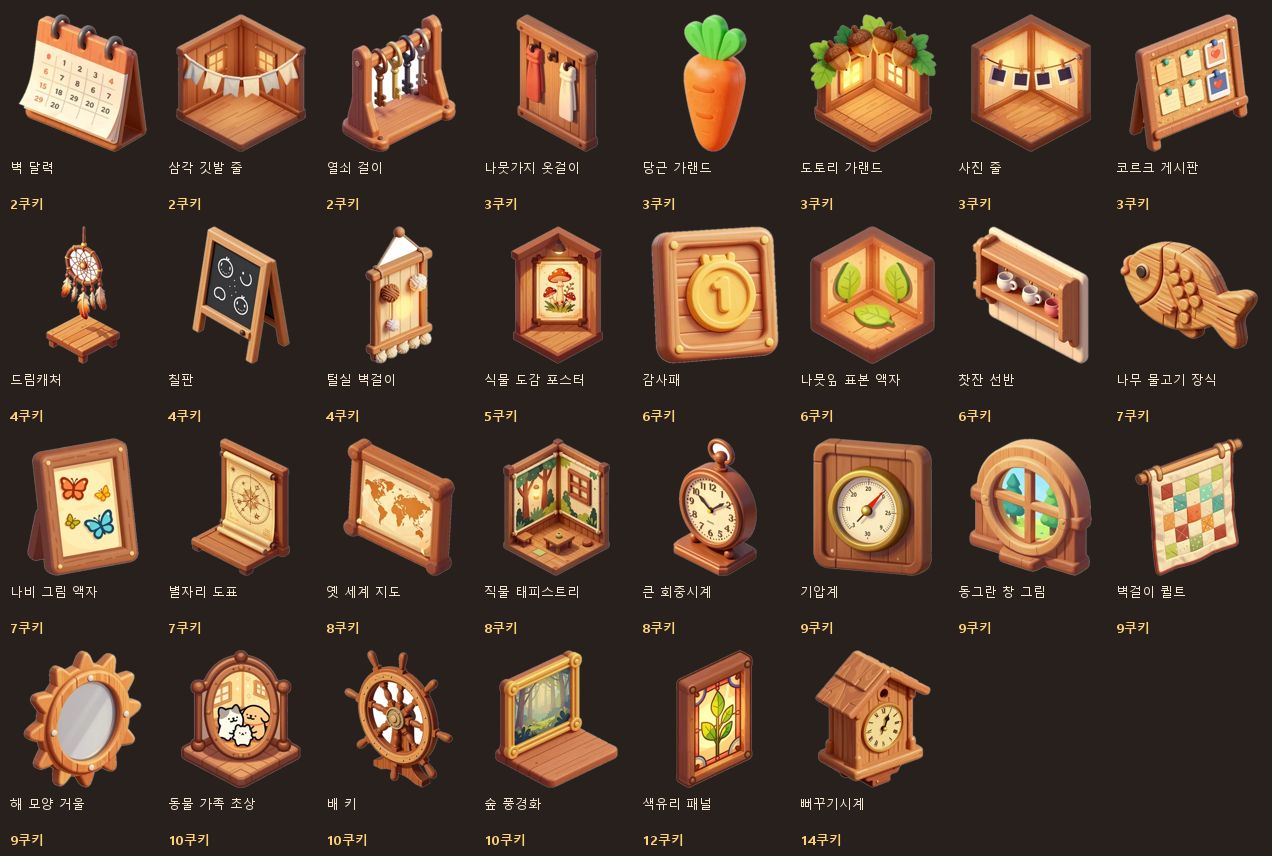 벽 달력
삼각 깃발 줄
열쇠 걸이
나뭇가지 옷걸이
당근 가랜드
도토리 가랜드
사진 줄
코르크 게시판
2쿠키
2쿠키
2쿠키
3쿠키
3쿠키
3쿠키
3쿠키
3쿠키
1
드림캐처
칠판
털실 벽걸이
식물 도감 포스터
감사패
나뭇잎 표본 액자
찻잔 선반
나무 물고기 장식
4쿠키
4쿠키
4쿠키
5쿠키
6쿠키
6쿠키
6쿠키
7쿠키
나비 그림 액자
별자리 도표
옛 세계 지도
직물 태피스트리
큰 회중시계
기압계
동그란 창 그림
벽걸이 퀼트
7쿠키
7쿠키
8쿠키
8쿠키
8쿠키
9쿠키
9쿠키
9쿠키
해 모양 거울
동물 가족 초상
배 키
숲 풍경화
색유리 패널
뻐꾸기시계
9쿠키
10쿠키
10쿠키
10쿠키
12쿠키
14쿠키